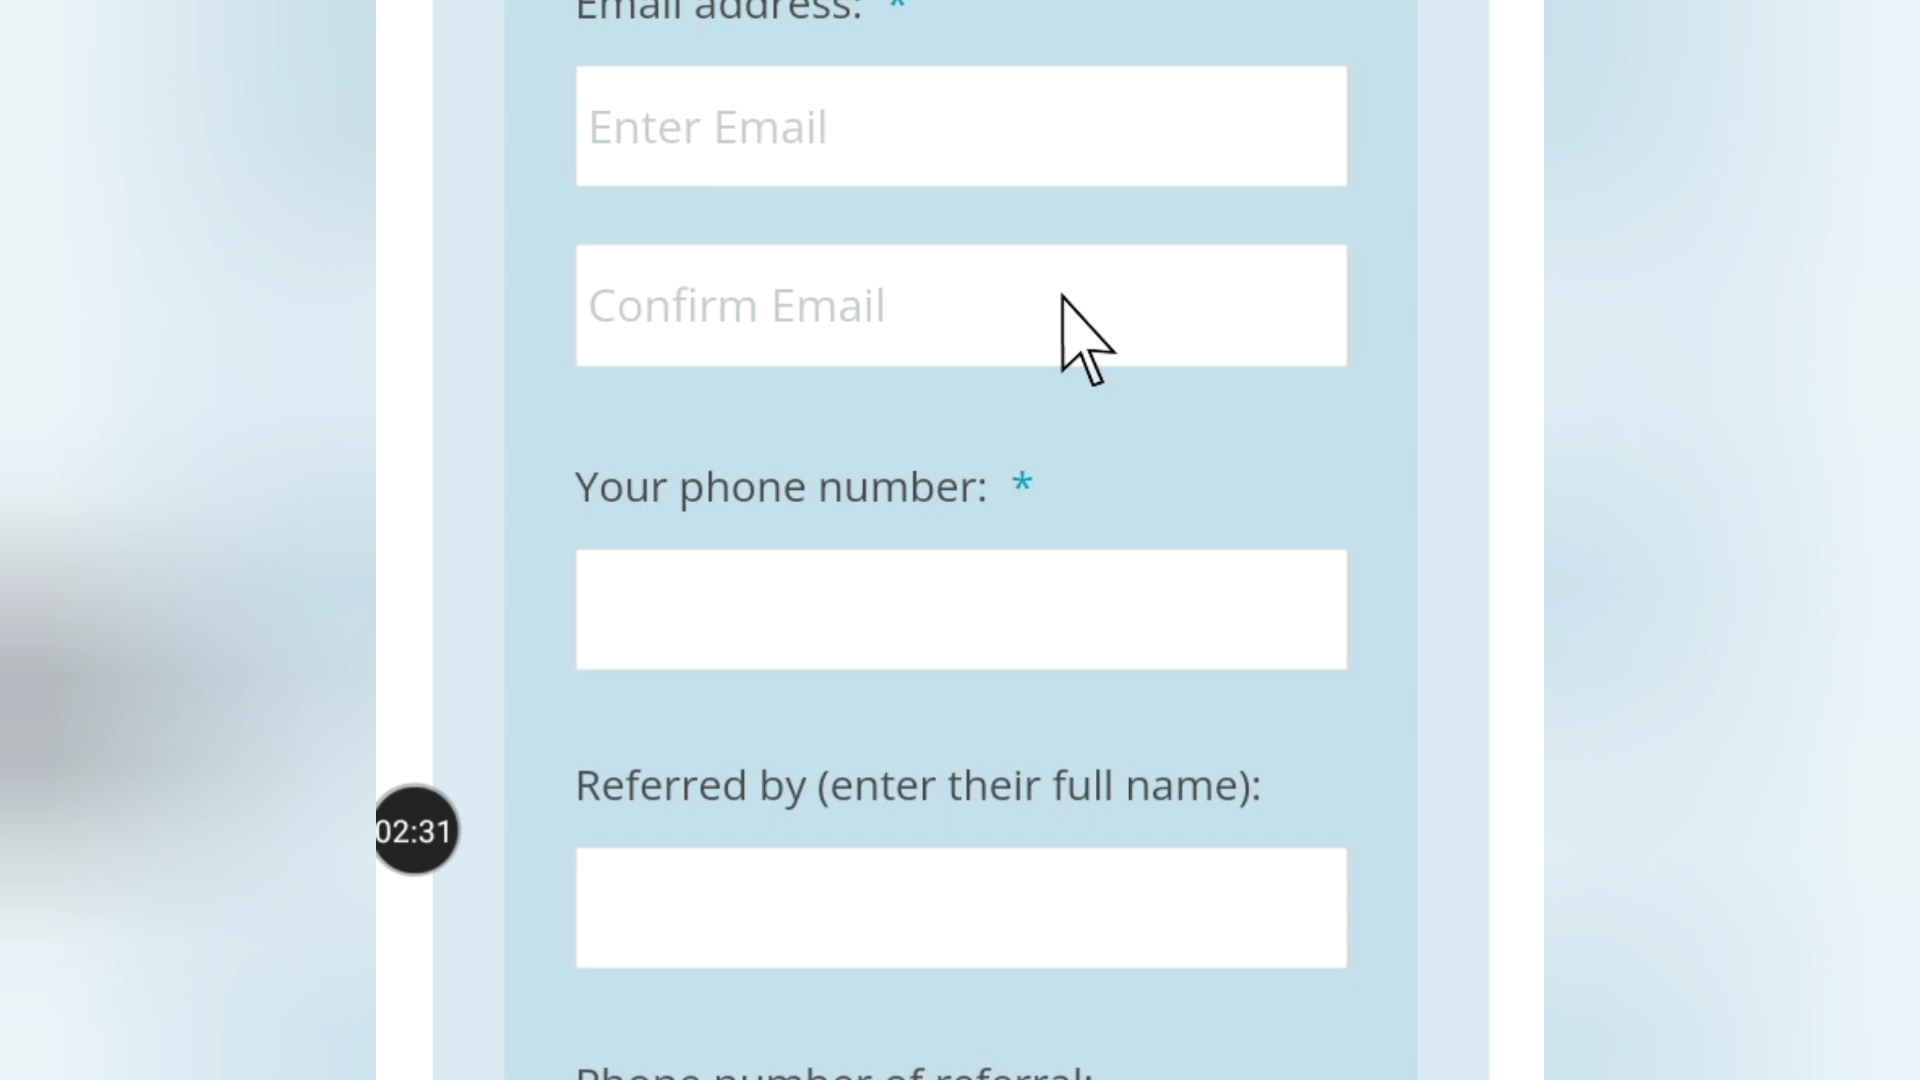 Email address: *
Enter Email
Confirm Email
Your phone number: *
Referred by (enter their full name):
02:31
Phone number of referral: